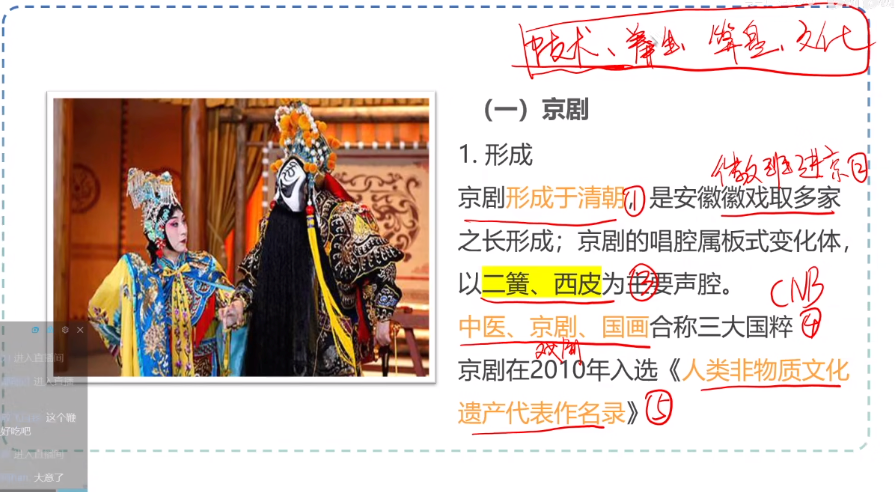 技术、养生、算盘、文化
（一）京剧
1. 形成
徽班进京②
京剧形成于清朝①，是安徽徽戏取多家
之长形成；京剧的唱腔属板式变化体，
以二簧、西皮为主要声腔。③
CNB
中医、京剧、国画合称三大国粹④
戏剧
京剧在2010年入选《人类非物质文化
遗产代表作名录》⑤
进入直播间
进入直播
这个鞭
好吃吧
进入直播间
大意了